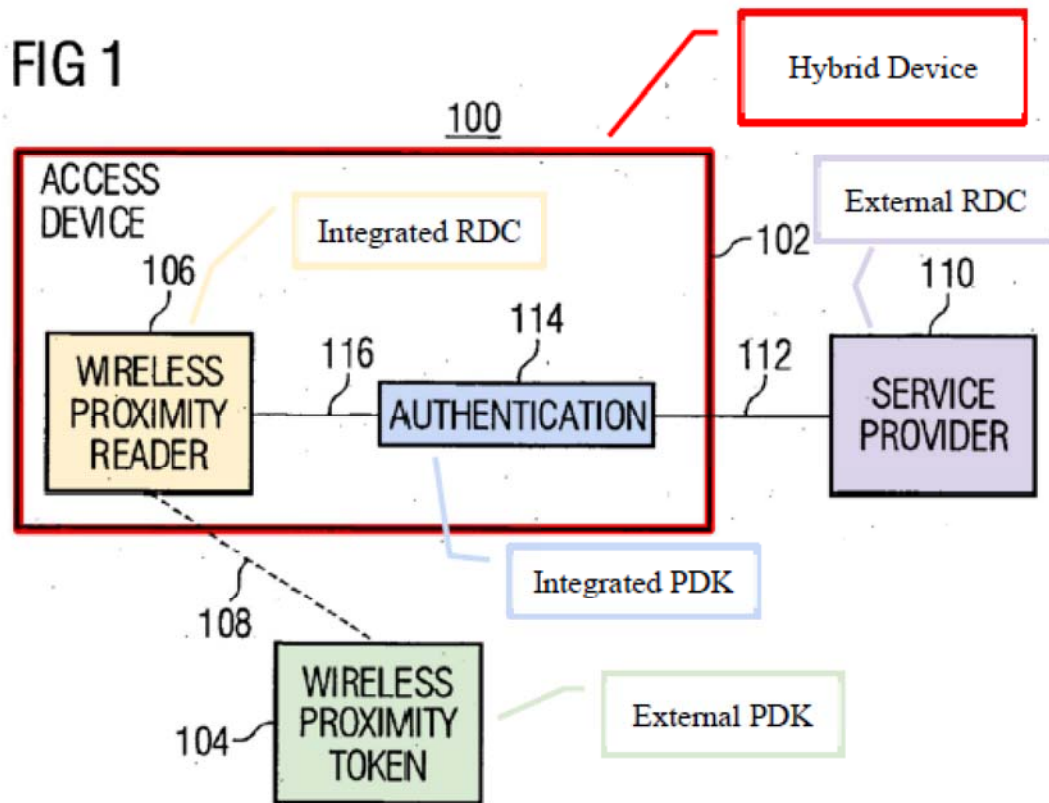 FIG 1
Hybrid Device
100
ACCESS
DEVICE
Integrated RDC
External RDC
102
106
114
110
WIRELESS
PROXIMITY
READER
116
AUTHENTICATION
112
SERVICE
PROVIDER
Integrated PDK
108
WIRELESS
PROXIMITY
TOKEN
104
External PDK